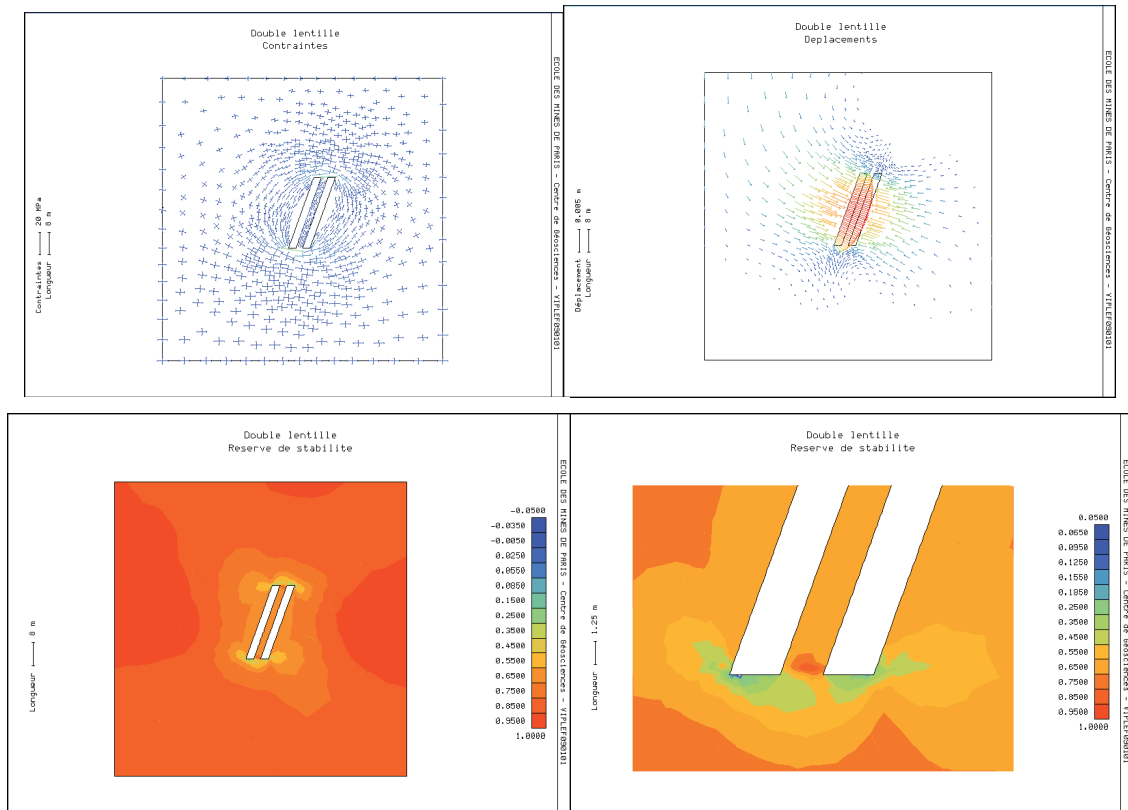 Double lentille
Contraintes
Contraintes 20 MPa
Longueur 8 m
ECOLE DES MINES DE PARIS - Centre de Géosciences - VIPLEF090101
Double lentille
Deplacements
Déplacement 0.005 m
Longueur 8 m
ECOLE DES MINES DE PARIS - Centre de Géosciences - VIPLEF090101
Double lentille
Reserve de stabilite
Longueur 8 m
-0.0500
-0.0350
-0.0050
0.0250
0.0550
0.0850
0.1500
0.2500
0.3500
0.4500
0.5500
0.6500
0.7500
0.8500
0.9500
1.0000
ECOLE DES MINES DE PARIS - Centre de Géosciences - VIPLEF090101
Double lentille
Reserve de stabilite
Longueur 1.25 m
0.0500
0.0650
0.0950
0.1250
0.1550
0.1850
0.2500
0.3500
0.4500
0.5500
0.6500
0.7500
0.8500
0.9500
1.0000
ECOLE DES MINES DE PARIS - Centre de Géosciences - VIPLEF090101